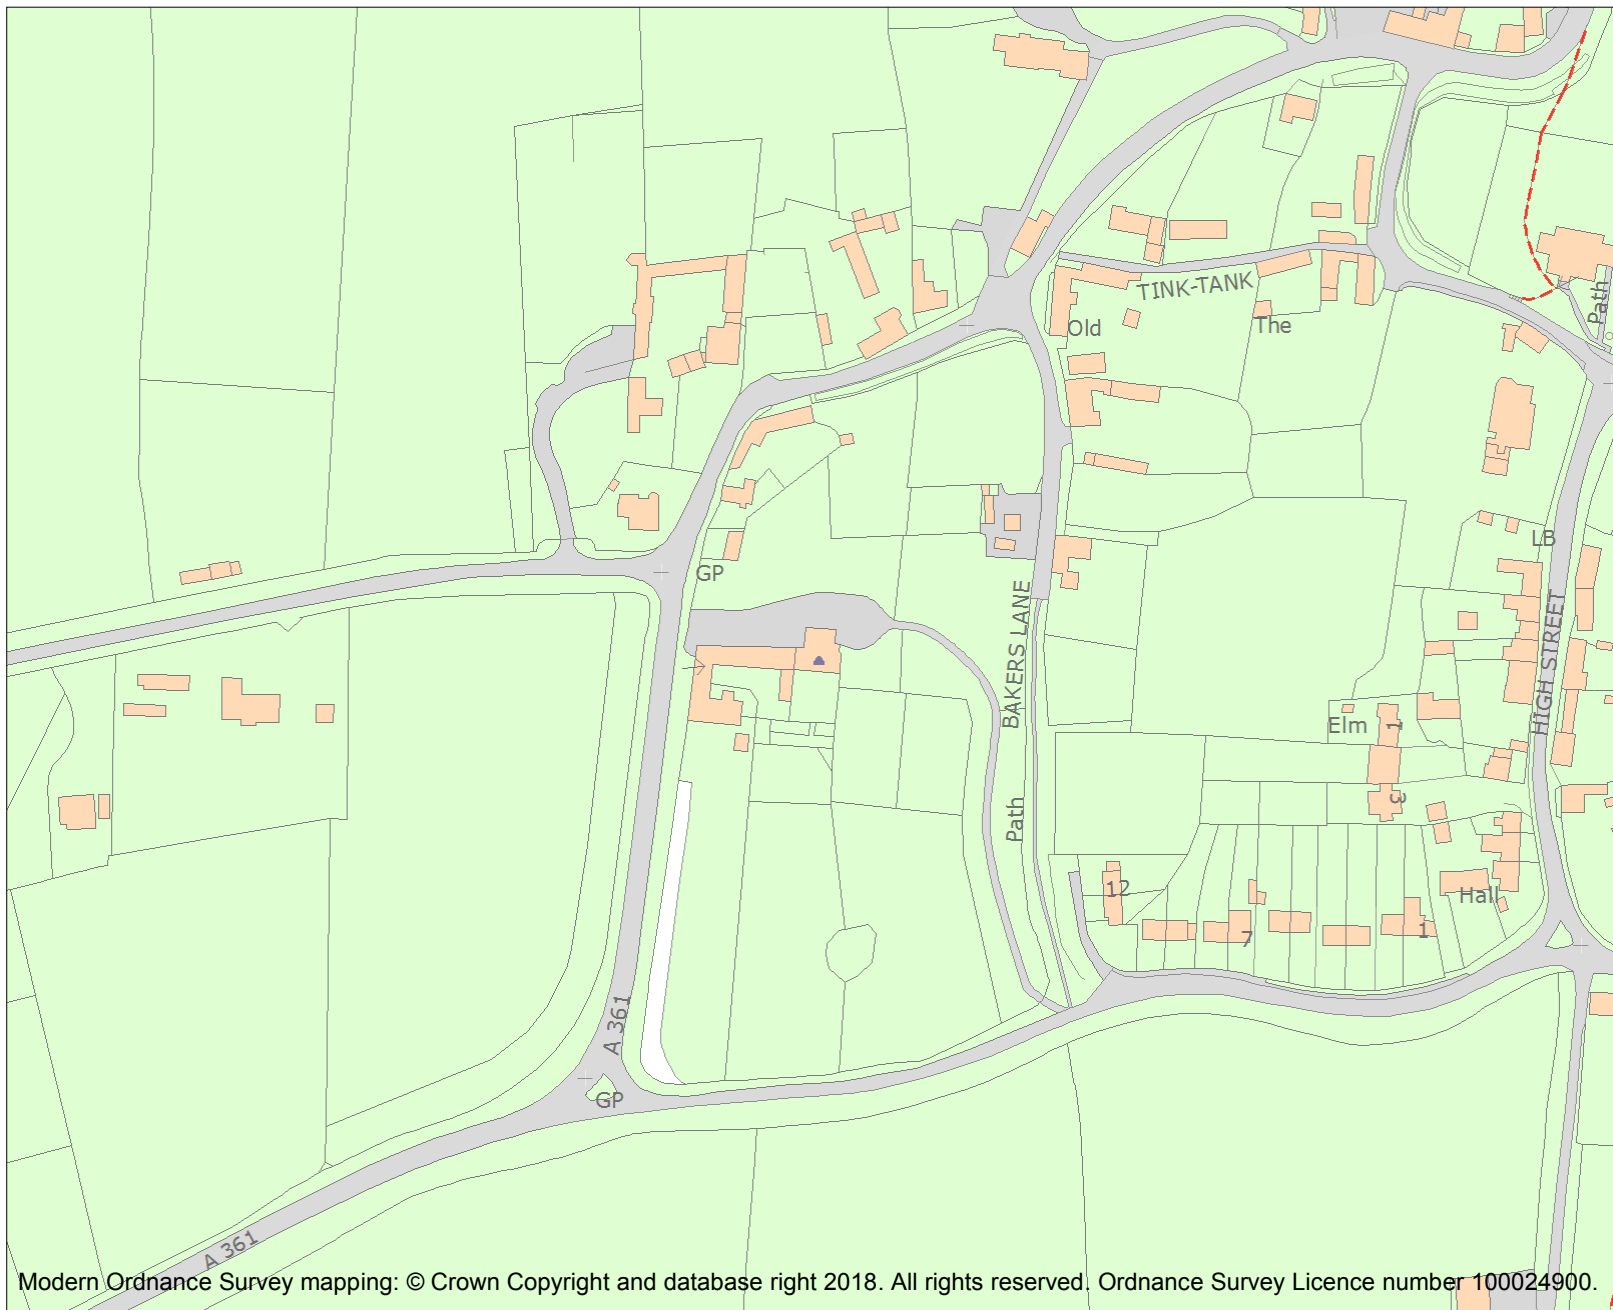 TINK-TANK
Path
Old
The
LB
GP
BAKERS LANE
HIGH STREET
Elm
1
3
Path
12
Hall
7
1
A 361
GP
A 361
Modern Ordnance Survey mapping: © Crown Copyright and database right 2018. All rights reserved. Ordnance Survey Licence number 100024900.